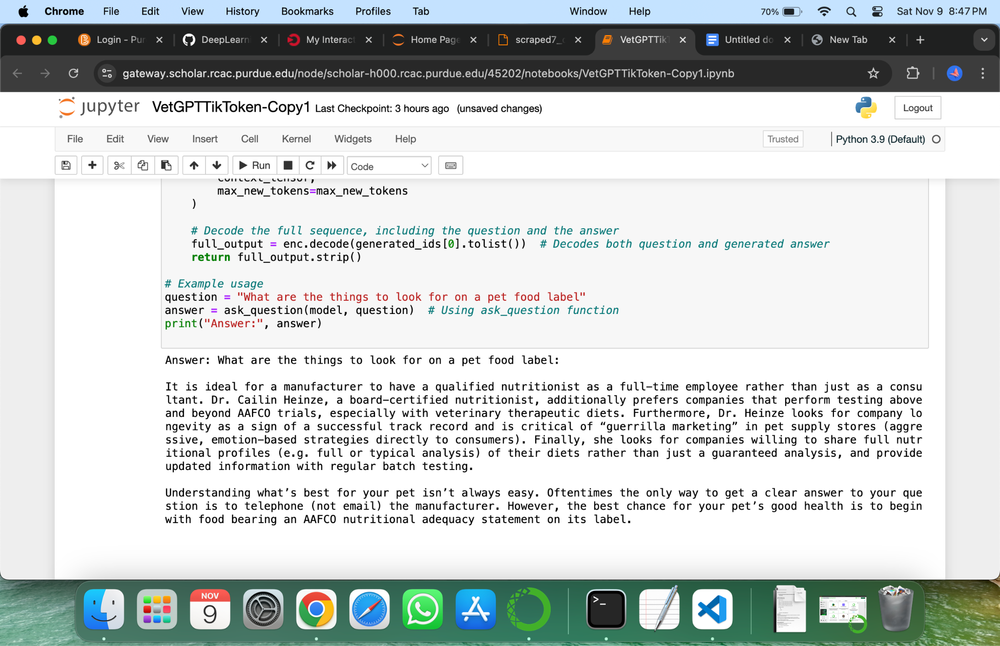 Chrome File Edit View History Bookmarks Profiles Tab Window Help 70% Sat Nov 9 8:47 PM
Login - Pur DeepLearni My Interact Home Page scraped7_ VetGPTTikT Untitled do New Tab
gateway.scholar.rcac.purdue.edu/node/scholar-h000.rcac.purdue.edu/45202/notebooks/VetGPTTikToken-Copy1.ipynb
jupyter VetGPTTikToken-Copy1 Last Checkpoint: 3 hours ago (unsaved changes) Logout
File Edit View Insert Cell Kernel Widgets Help Trusted Python 3.9 (Default)
Run Code
context_tensor,
max_new_tokens=max_new_tokens
)
# Decode the full sequence, including the question and the answer
full_output = enc.decode(generated_ids[0].tolist())  # Decodes both question and generated answer
return full_output.strip()
# Example usage
question = "What are the things to look for on a pet food label"
answer = ask_question(model, question)  # Using ask_question function
print("Answer:", answer)
Answer: What are the things to look for on a pet food label:
It is ideal for a manufacturer to have a qualified nutritionist as a full-time employee rather than just as a consu
ltant. Dr. Cailin Heinze, a board-certified nutritionist, additionally prefers companies that perform testing above
and beyond AAFCO trials, especially with veterinary therapeutic diets. Furthermore, Dr. Heinze looks for company lo
ngevity as a sign of a successful track record and is critical of “guerrilla marketing” in pet supply stores (aggre
ssive, emotion-based strategies directly to consumers). Finally, she looks for companies willing to share full nutr
itional profiles (e.g. full or typical analysis) of their diets rather than just a guaranteed analysis, and provide
updated information with regular batch testing.
Understanding what’s best for your pet isn’t always easy. Oftentimes the only way to get a clear answer to your que
stion is to telephone (not email) the manufacturer. However, the best chance for your pet’s good health is to begin
with food bearing an AAFCO nutritional adequacy statement on its label.
NOV
9